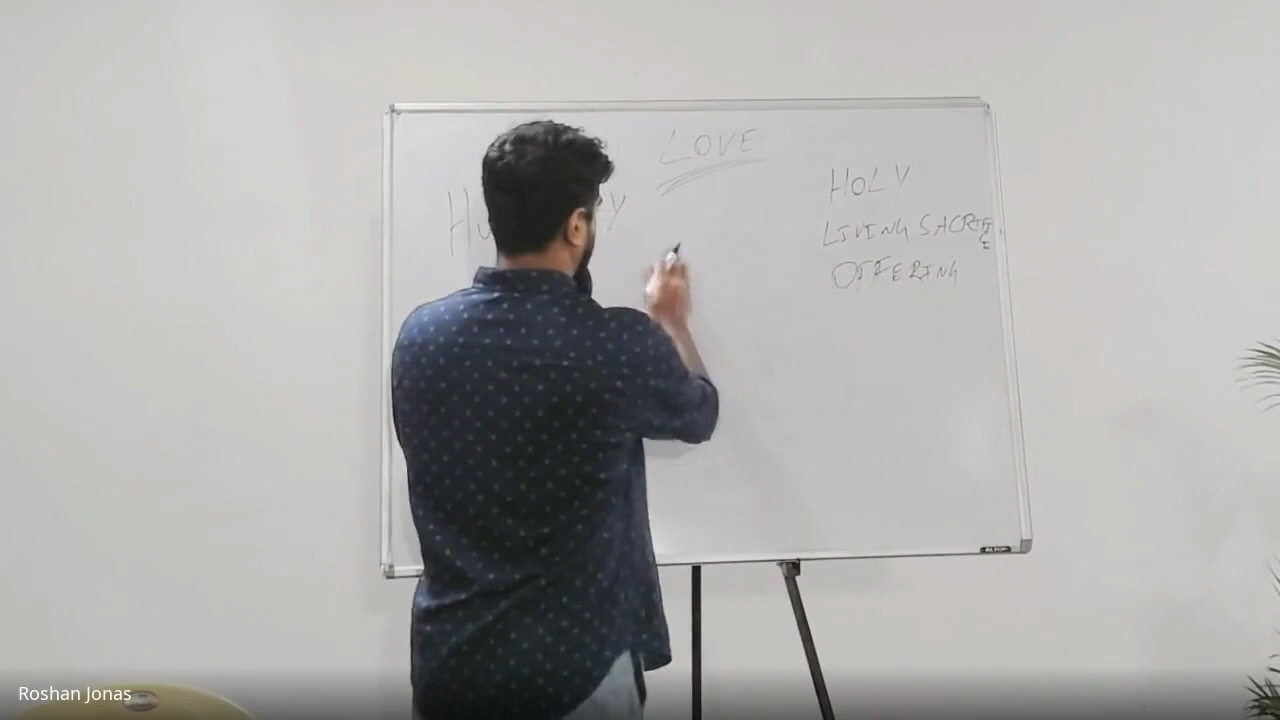 LOVE
HOLY
LIVING SACRIFICE
OFFERING
Roshan Jonas